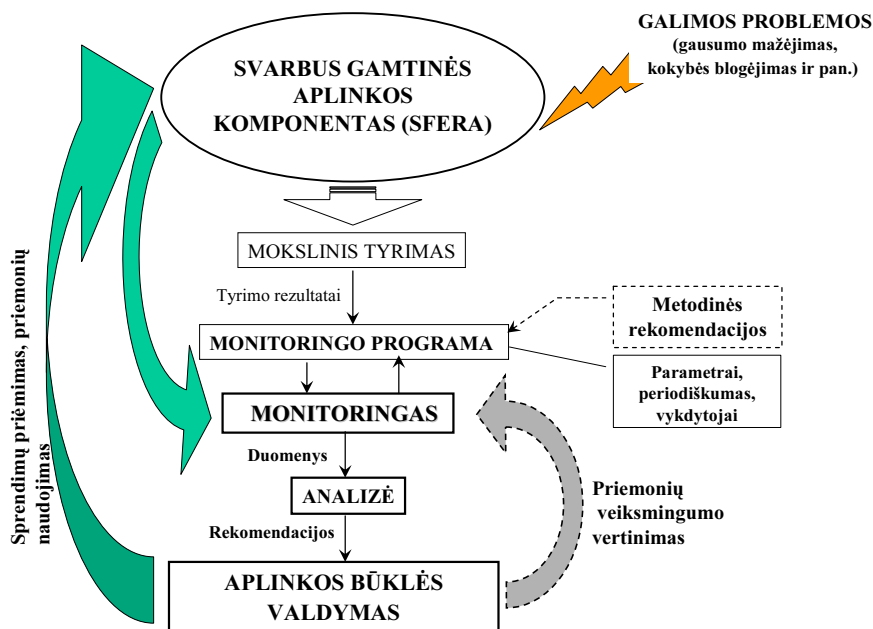 GALIMOS PROBLEMOS
(gausumo mažėjimas,
kokybės blogėjimas ir pan.)
SVARBUS GAMTINĖS
APLINKOS
KOMPONENTAS (SFERA)
MOKSLINIS TYRIMAS
Tyrimo rezultatai
Metodinės
rekomendacijos
MONITORINGO PROGRAMA
Parametrai,
periodiškumas,
vykdytojai
MONITORINGAS
Duomenys
ANALIZĖ
Priemonių
veiksmingumo
vertinimas
Rekomendacijos
APLINKOS BŪKLĖS
VALDYMAS
Sprendimų priėmimas, priemonių
naudojimas